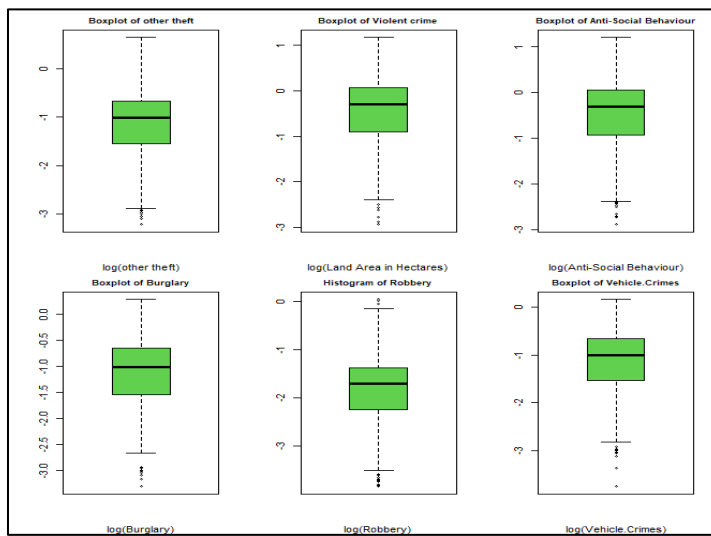 Boxplot of other theft
0
-1
-2
-3
log(other theft)
Boxplot of Violent crime
1
0
-1
-2
-3
log(Land Area in Hectares)
Boxplot of Anti-Social Behaviour
1
0
-1
-2
-3
log(Anti-Social Behaviour)
Boxplot of Burglary
0.0
-0.5
-1.0
-1.5
-2.0
-2.5
-3.0
log(Burglary)
Histogram of Robbery
0
-1
-2
-3
log(Robbery)
Boxplot of Vehicle.Crimes
0
-1
-2
-3
log(Vehicle.Crimes)